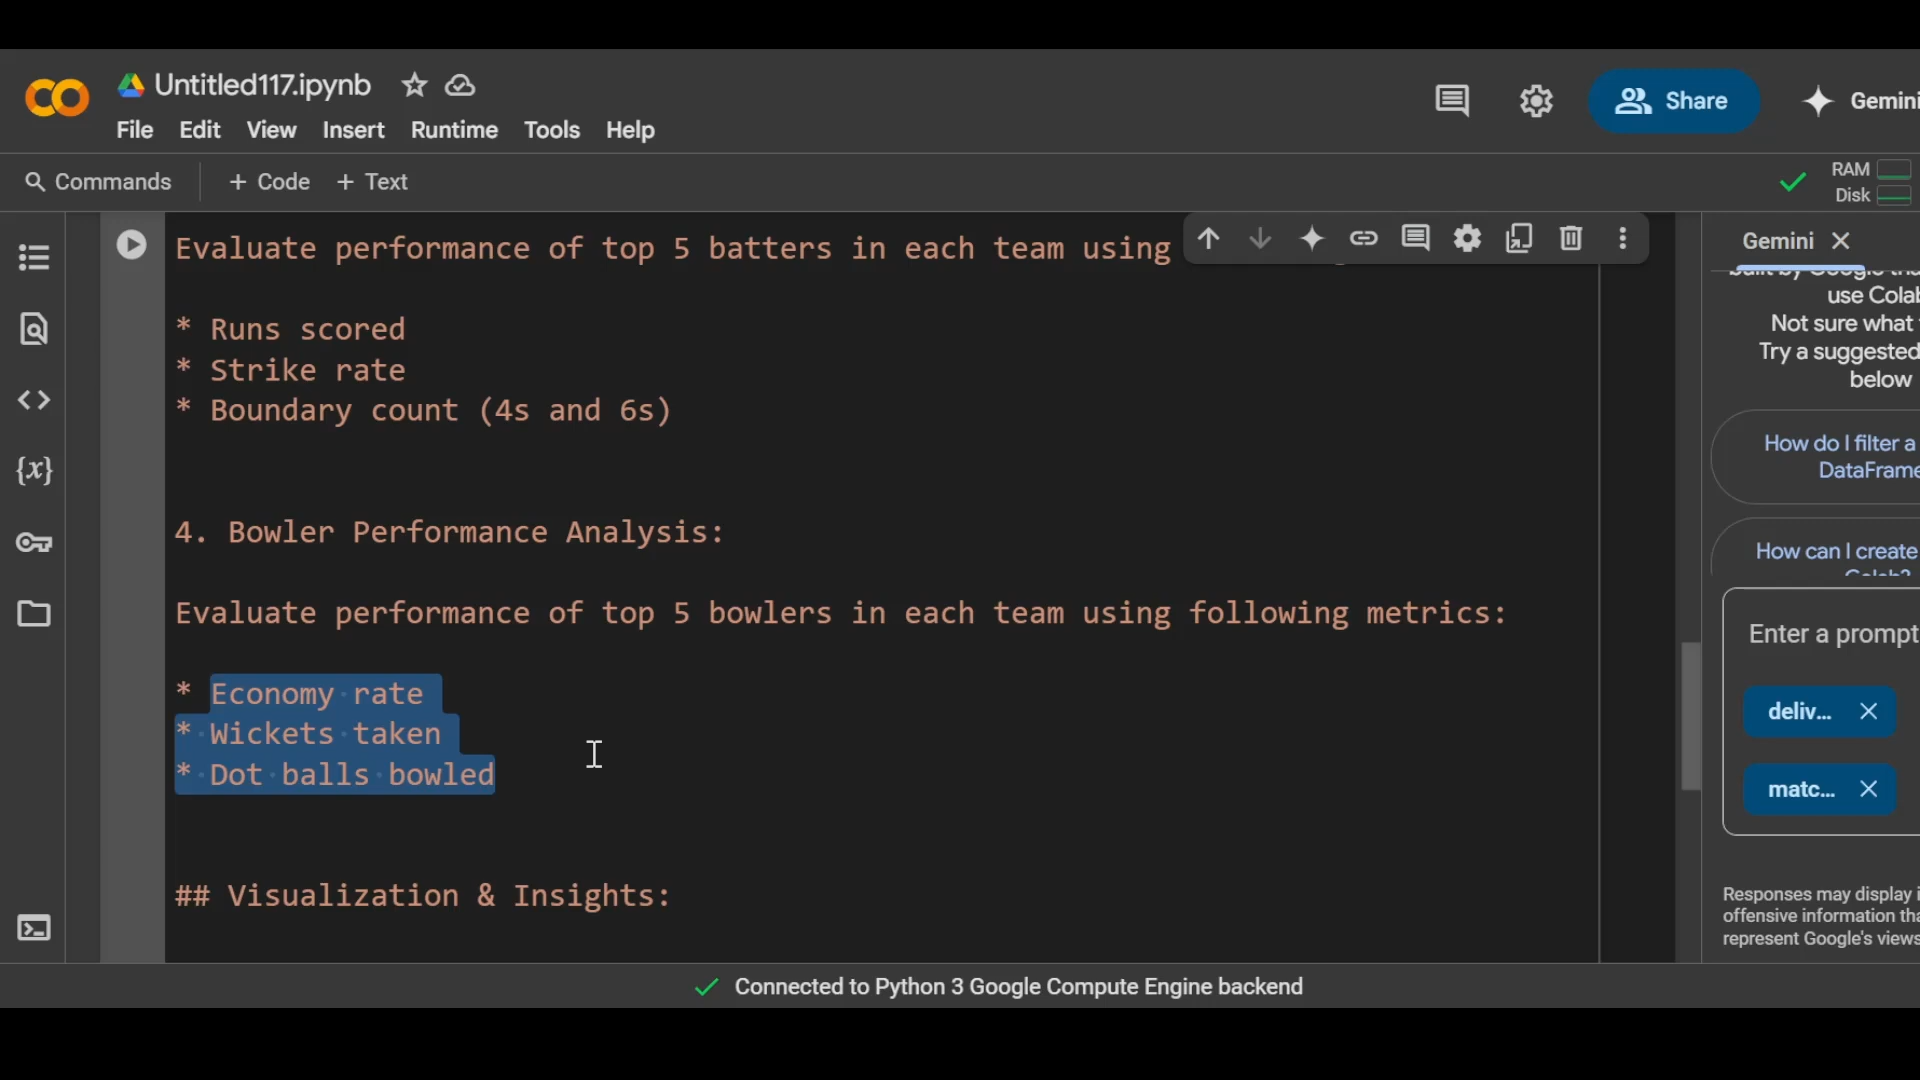 Untitled117.ipynb
File Edit View Insert Runtime Tools Help
Share
Gemini
Commands
+ Code + Text
RAM
Disk
Evaluate performance of top 5 batters in each team using
* Runs scored
* Strike rate
* Boundary count (4s and 6s)
4. Bowler Performance Analysis:
Evaluate performance of top 5 bowlers in each team using following metrics:
* Economy rate
* Wickets taken
* Dot balls bowled
## Visualization & Insights:
Gemini
built by Google
use Colab
Not sure what
Try a suggested
below
How do I filter a
DataFrame
How can I create
Colab?
Enter a prompt
deliv...
matc...
Responses may display
offensive information
represent Google's views
Connected to Python 3 Google Compute Engine backend